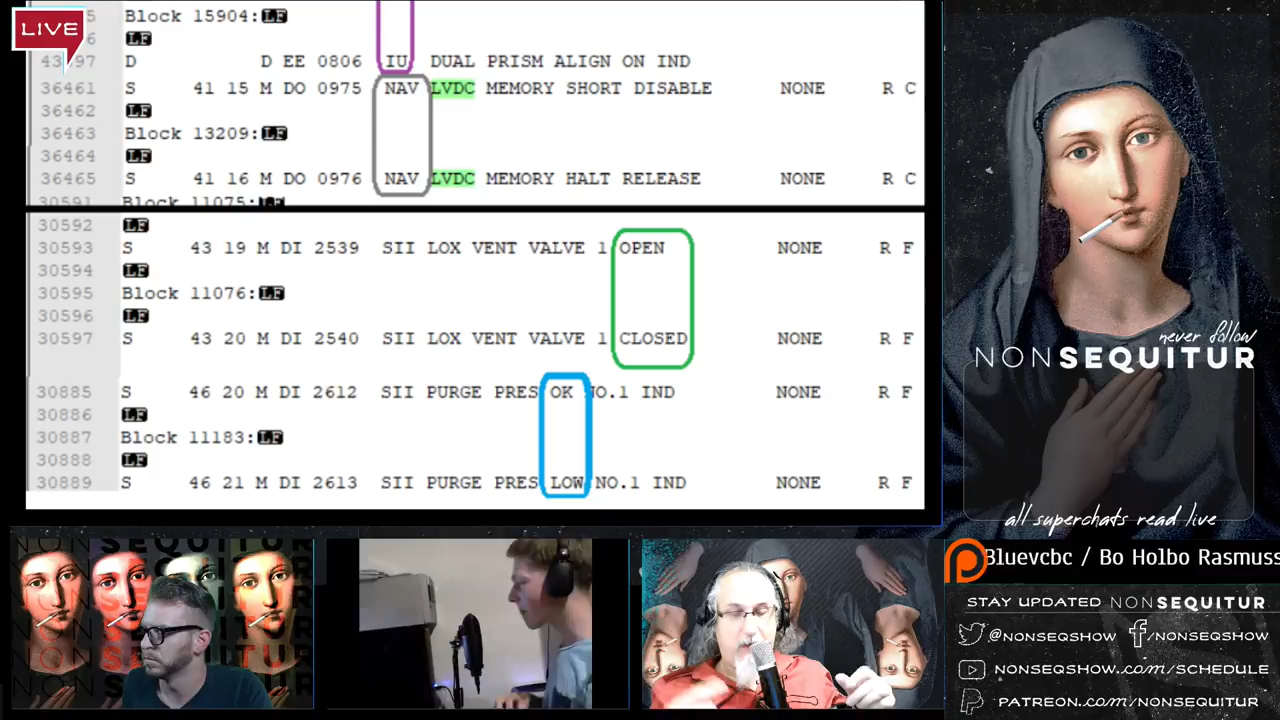 LIVE
Block 15904:LF
LF
D D EE 0806 IU DUAL PRISM ALIGN ON IND
36461 S 41 15 M DO 0975 NAV LVDC MEMORY SHORT DISABLE NONE R C
36462 LF
36463 Block 13209:LF
36464 LF
36465 S 41 16 M DO 0976 NAV LVDC MEMORY HALT RELEASE NONE R C
30591 Block 11075:LF
30592 LF
30593 S 43 19 M DI 2539 SII LOX VENT VALVE 1 OPEN NONE R F
30594 LF
30595 Block 11076:LF
30596 LF
30597 S 43 20 M DI 2540 SII LOX VENT VALVE 1 CLOSED NONE R F
30885 S 46 20 M DI 2612 SII PURGE PRES OK NO.1 IND NONE R F
30886 LF
30887 Block 11183:LF
30888 LF
30889 S 46 21 M DI 2613 SII PURGE PRES LOW NO.1 IND NONE R F
never follow
NONSEQUITUR
all superchats read live
Bluevcbc / Bo Holbo Rasmuss
STAY UPDATED NONSEQUITUR
@NONSEQSHOW /NONSEQSHOW
NONSEQSHOW.com/SCHEDULE
PATREON.com/NONSEQUITUR